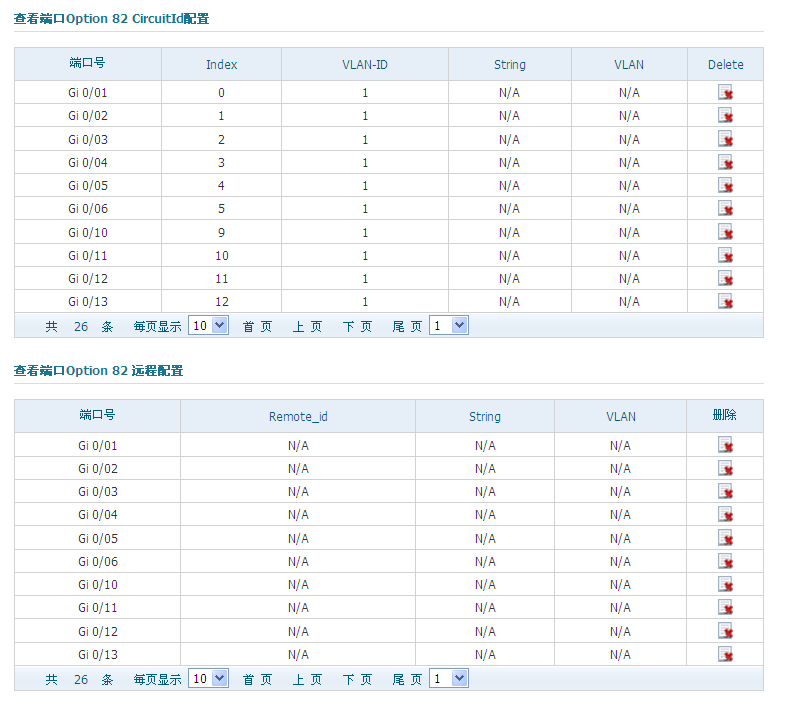 查看端口Option 82 CircuitId配置
端口号 Index VLAN-ID String VLAN Delete
Gi 0/01 0 1 N/A N/A
Gi 0/02 1 1 N/A N/A
Gi 0/03 2 1 N/A N/A
Gi 0/04 3 1 N/A N/A
Gi 0/05 4 1 N/A N/A
Gi 0/06 5 1 N/A N/A
Gi 0/10 9 1 N/A N/A
Gi 0/11 10 1 N/A N/A
Gi 0/12 11 1 N/A N/A
Gi 0/13 12 1 N/A N/A
共 26 条 每页显示 10 首 页 上 页 下 页 尾 页 1
查看端口Option 82 远程配置
端口号 Remote_id String VLAN 删除
Gi 0/01 N/A N/A N/A
Gi 0/02 N/A N/A N/A
Gi 0/03 N/A N/A N/A
Gi 0/04 N/A N/A N/A
Gi 0/05 N/A N/A N/A
Gi 0/06 N/A N/A N/A
Gi 0/10 N/A N/A N/A
Gi 0/11 N/A N/A N/A
Gi 0/12 N/A N/A N/A
Gi 0/13 N/A N/A N/A
共 26 条 每页显示 10 首 页 上 页 下 页 尾 页 1